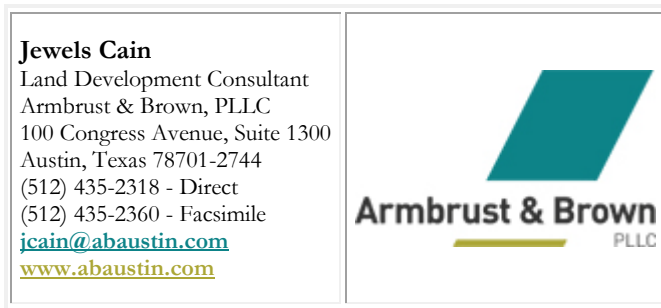 Jewels Cain
Land Development Consultant
Armbrust & Brown, PLLC
100 Congress Avenue, Suite 1300
Austin, Texas 78701-2744
(512) 435-2318 - Direct
(512) 435-2360 - Facsimile
jcain@abaustin.com
www.abaustin.com
Armbrust & Brown
PLLC